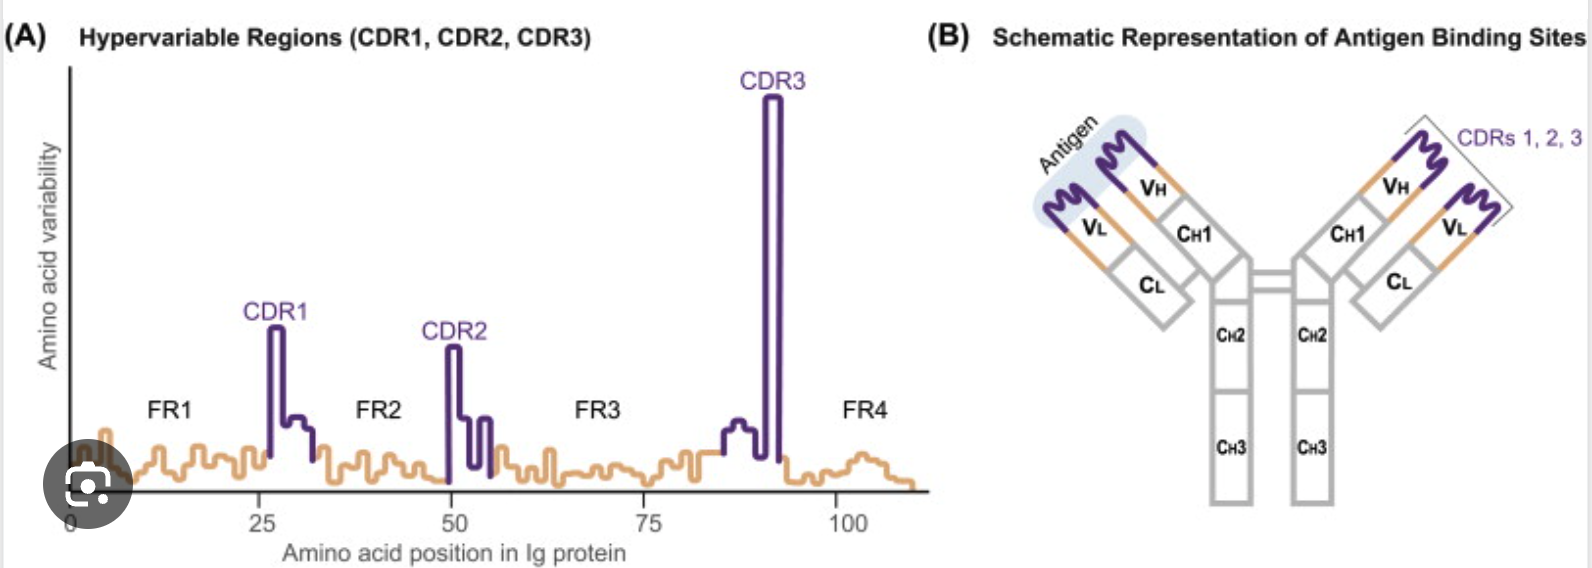 (A) Hypervariable Regions (CDR1, CDR2, CDR3)
Amino acid variability
CDR3
CDR1
CDR2
FR1
FR2
FR3
FR4
0 25 50 75 100
Amino acid position in Ig protein
(B) Schematic Representation of Antigen Binding Sites
Antigen
CDRs 1, 2, 3
VH
VH
VL
VL
CH1
CH1
CL
CL
CH2
CH2
CH3
CH3